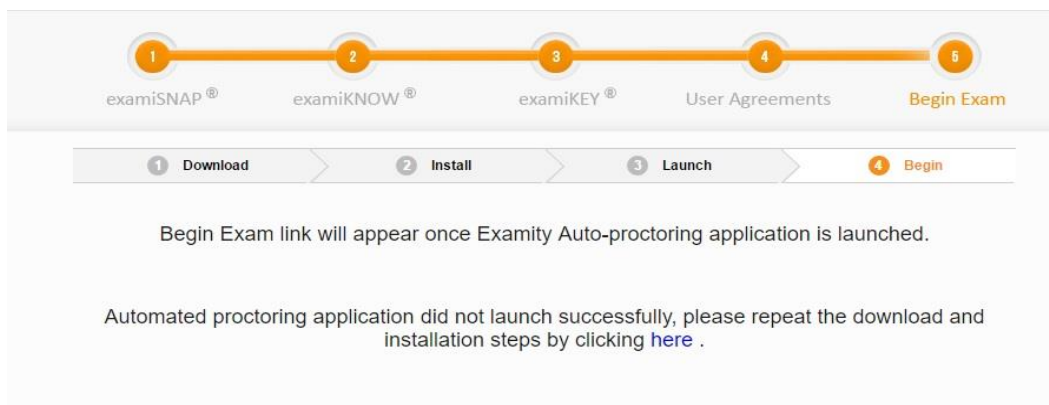 1 2 3 4 5
examiSNAP ® examiKNOW ® examiKEY ® User Agreements Begin Exam
1 Download 2 Install 3 Launch 4 Begin
Begin Exam link will appear once Examity Auto-proctoring application is launched.
Automated proctoring application did not launch successfully, please repeat the download and
installation steps by clicking here .